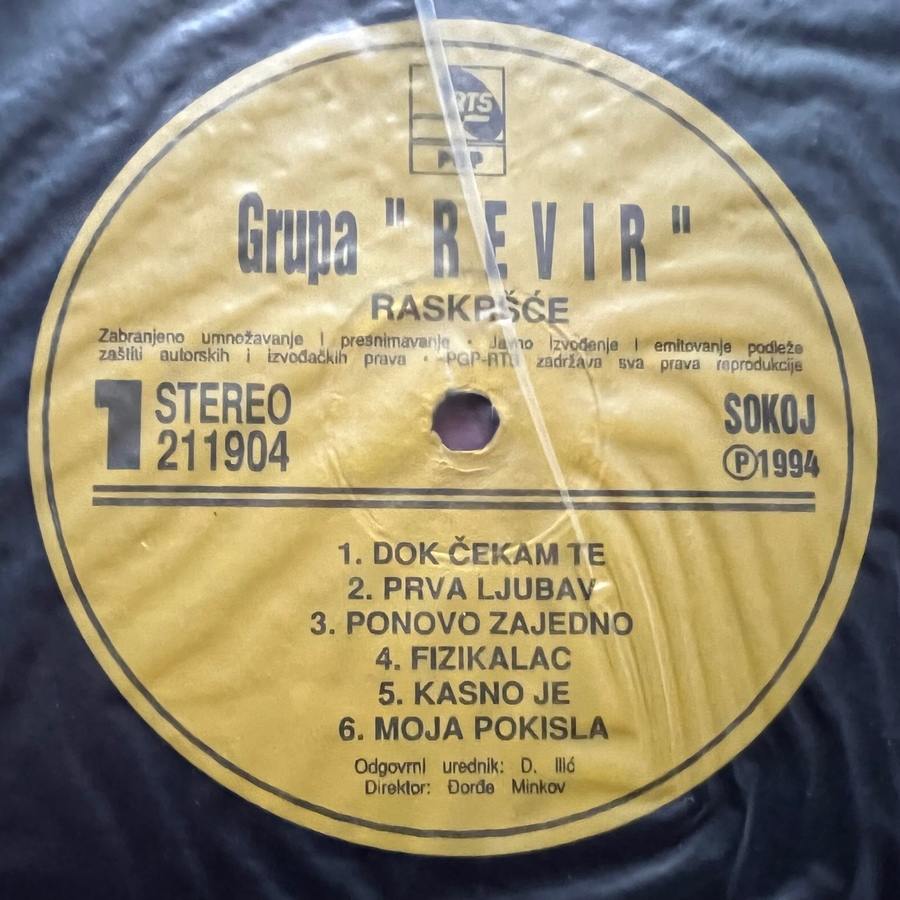 RTS
PGP
Grupa " REVIR "
RASKRŠĆE
Zabranjeno umnožavanje i presnimavanje · Javno izvođenje i emitovanje podleže
zaštiti autorskih i izvođačkih prava · PGP-RTS zadržava sva prava reprodukcije
1 STEREO
211904
SOKOJ
Ⓟ1994
1. DOK ČEKAM TE
2. PRVA LJUBAV
3. PONOVO ZAJEDNO
4. FIZIKALAC
5. KASNO JE
6. MOJA POKISLA
Odgovrni urednik: D. Ilić
Direktor: Đorđe Minkov